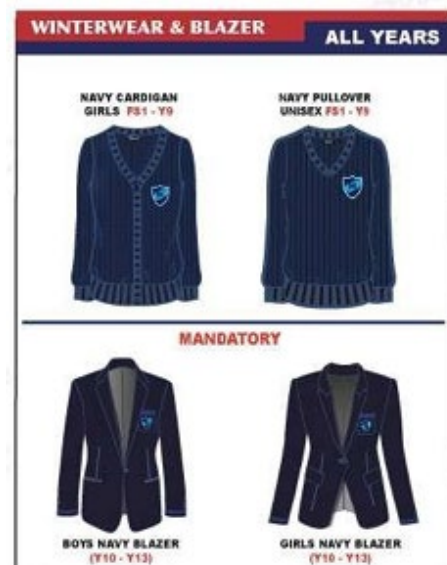 WINTERWEAR & BLAZER
ALL YEARS
NAVY CARDIGAN
GIRLS FS1 - Y9
NAVY PULLOVER
UNISEX FS1 - Y9
MANDATORY
BOYS NAVY BLAZER
(Y10 - Y13)
GIRLS NAVY BLAZER
(Y10 - Y13)